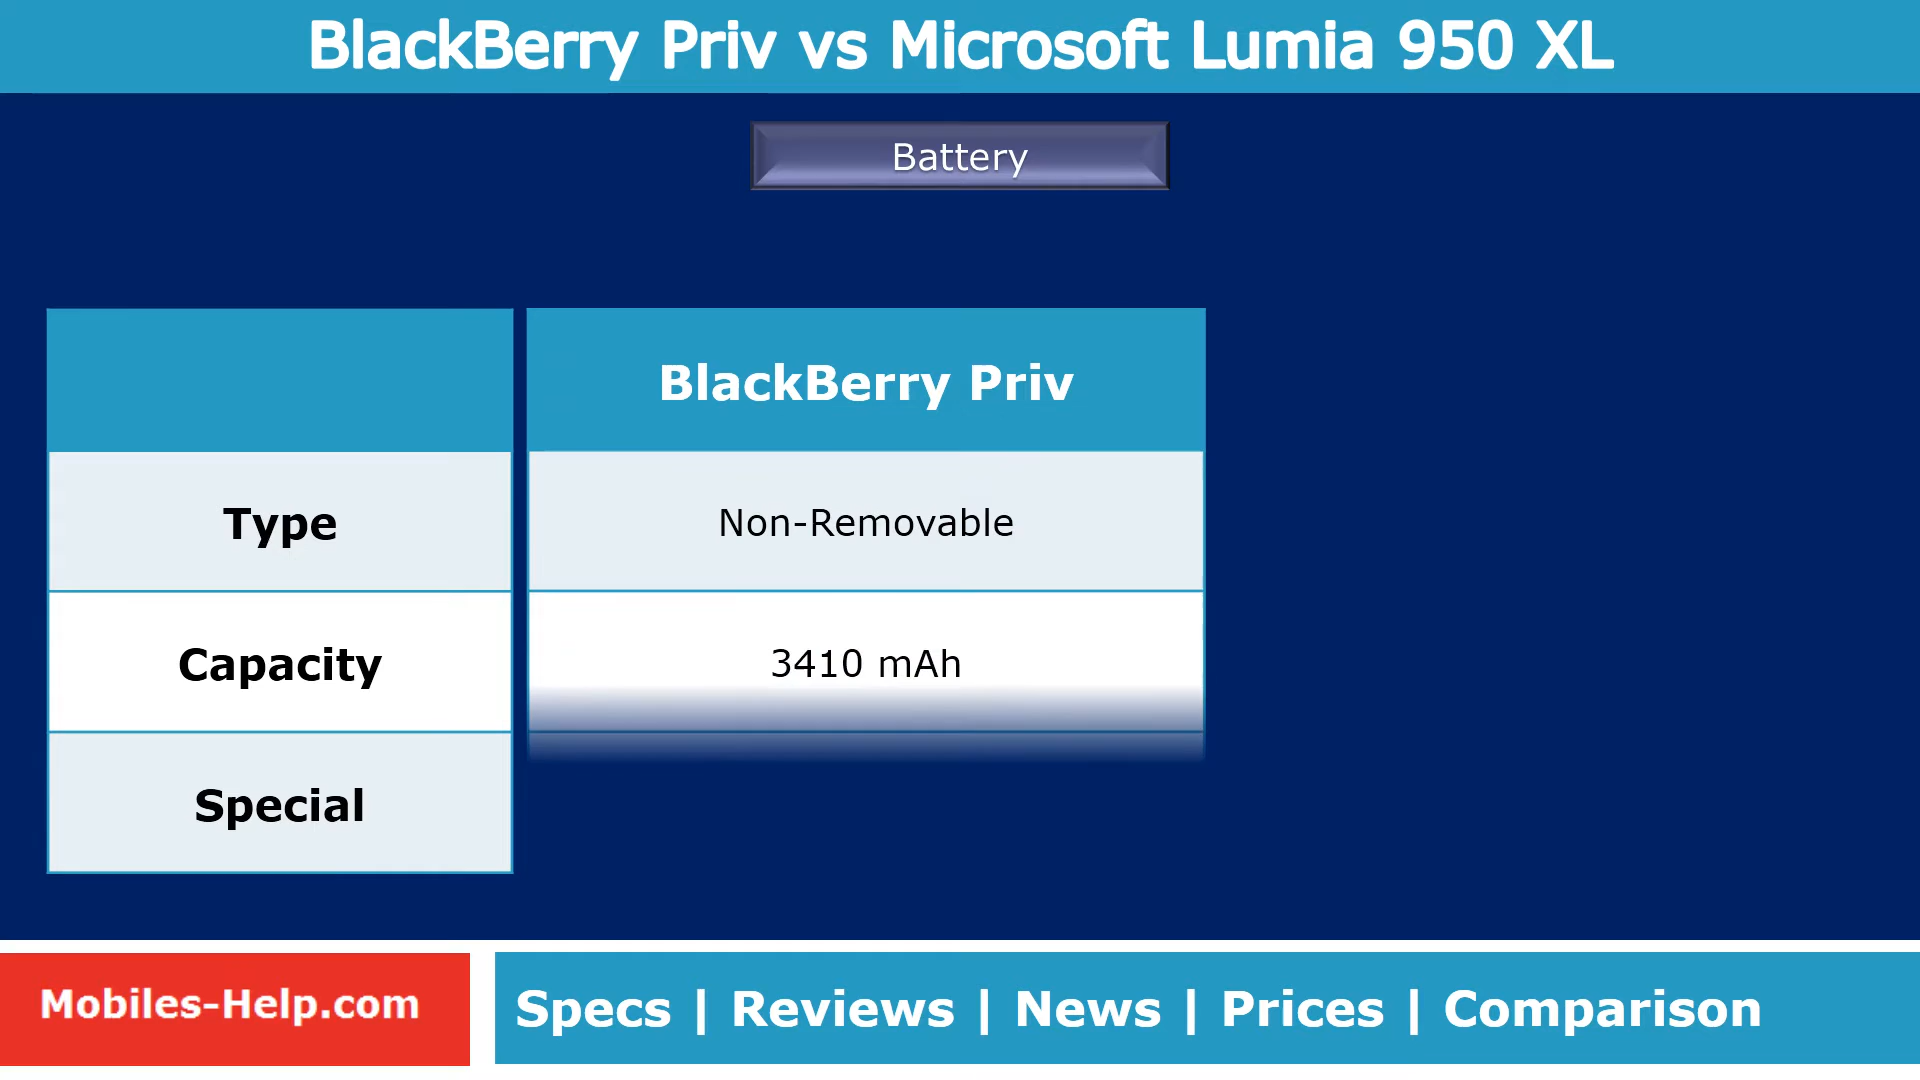 BlackBerry Priv vs Microsoft Lumia 950 XL
Battery
BlackBerry Priv
Type
Non-Removable
Capacity
3410 mAh
Special
Mobiles-Help.com
Specs | Reviews | News | Prices | Comparison